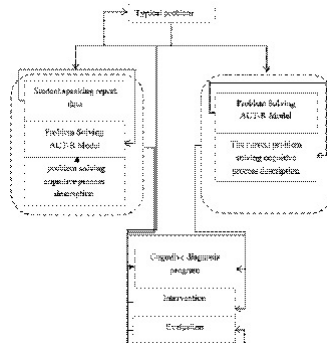 Typical problems
Student speaking report
data
Problem Solving
ACT-R Model
problem solving
cognitive process
description
Problem Solving
ACT-R Model
The correct problem
solving cognitive
process description
Cognitive diagnosis
program
Intervention
Evaluation